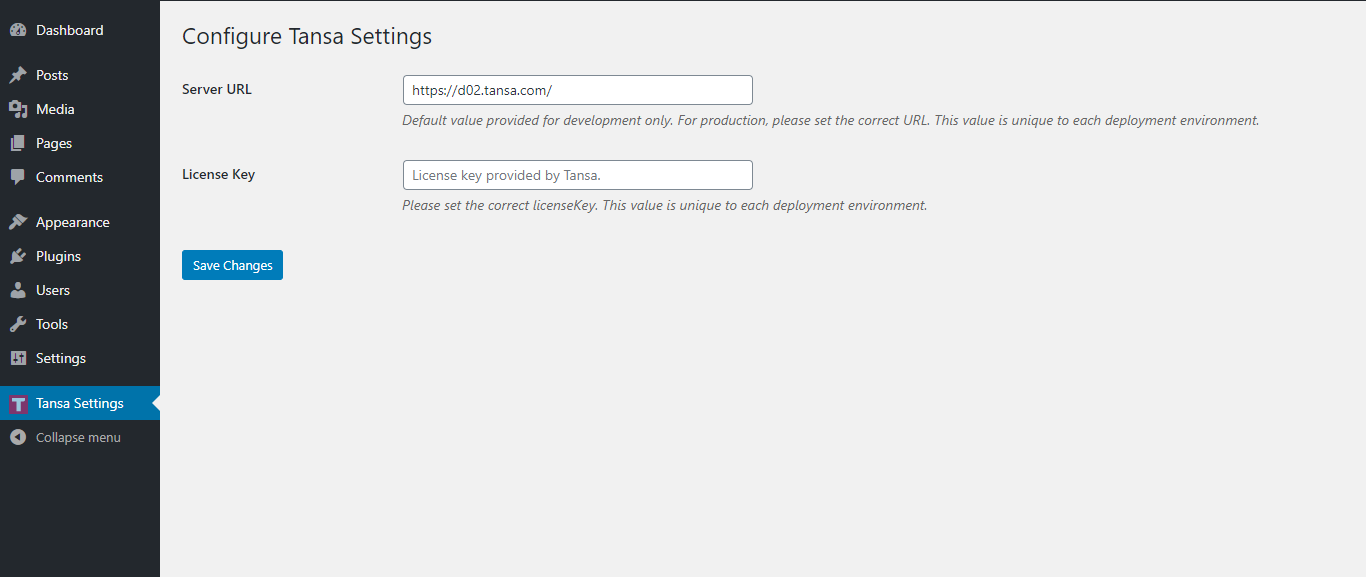 Dashboard
Posts
Media
Pages
Comments
Appearance
Plugins
Users
Tools
Settings
T Tansa Settings
Collapse menu
Configure Tansa Settings
Server URL
https://d02.tansa.com/
Default value provided for development only. For production, please set the correct URL. This value is unique to each deployment environment.
License Key
License key provided by Tansa.
Please set the correct licenseKey. This value is unique to each deployment environment.
Save Changes